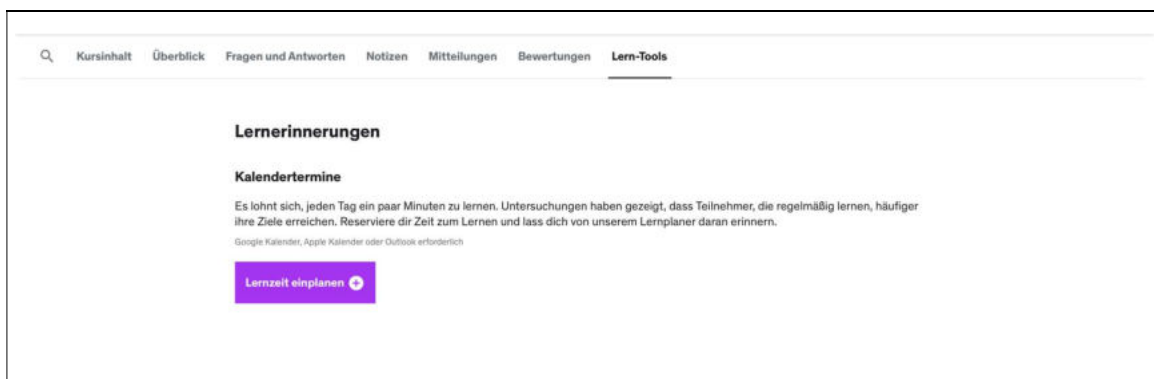 Kursinhalt Überblick Fragen und Antworten Notizen Mitteilungen Bewertungen Lern-Tools
Lernerinnerungen
Kalendertermine
Es lohnt sich, jeden Tag ein paar Minuten zu lernen. Untersuchungen haben gezeigt, dass Teilnehmer, die regelmäßig lernen, häufiger
ihre Ziele erreichen. Reserviere dir Zeit zum Lernen und lass dich von unserem Lernplaner daran erinnern.
Google Kalender, Apple Kalender oder Outlook erforderlich
Lernzeit einplanen